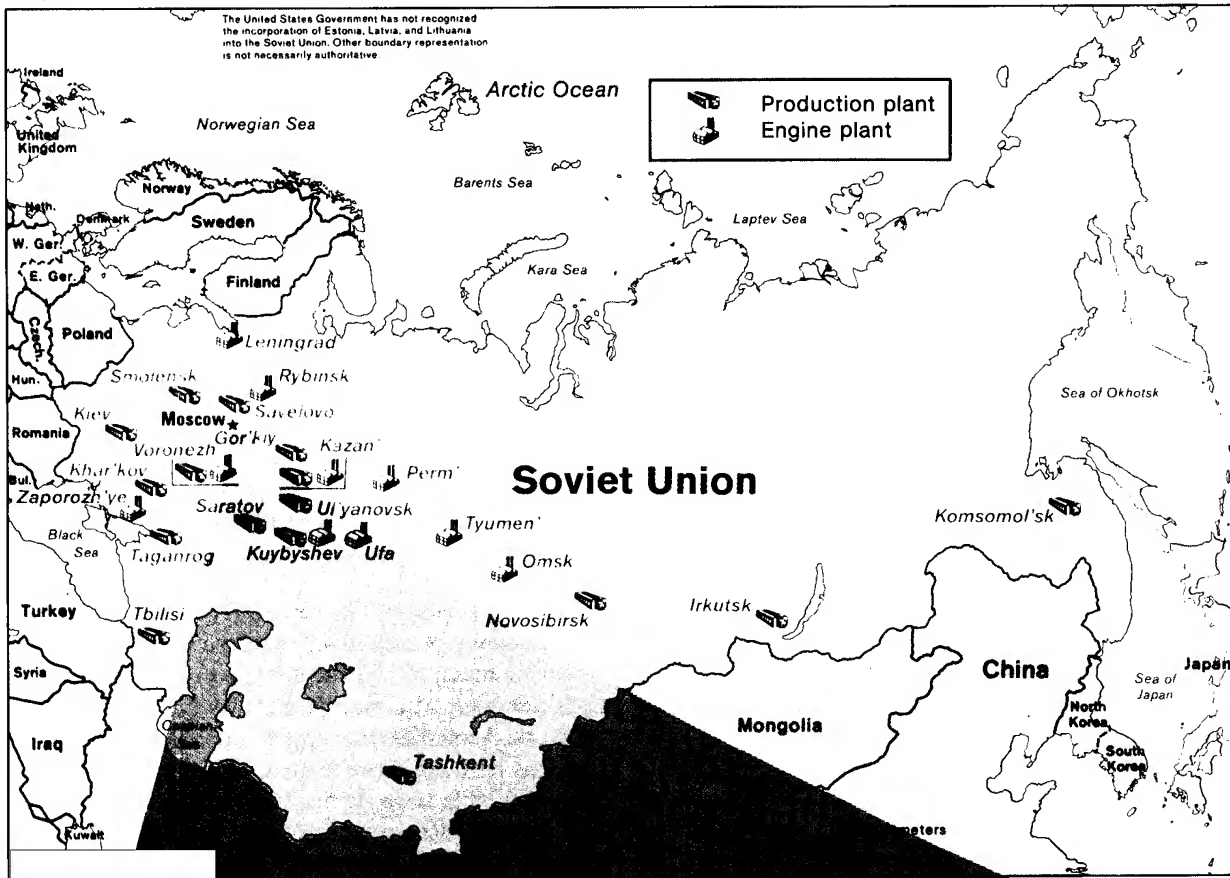 The United States Government has not recognized
the incorporation of Estonia, Latvia, and Lithuania
into the Soviet Union. Other boundary representation
is not necessarily authoritative.
Ireland
Arctic Ocean
Production plant
Engine plant
Norwegian Sea
United
Kingdom
Barents Sea
Norway
Neth.
Denmark
Sweden
Laptev Sea
W. Ger.
E. Ger.
Finland
Kara Sea
Poland
Czech.
Leningrad
Hun.
Smolensk
Rybinsk
Sea of Okhotsk
Moscow
Savelovo
Kiev
Romania
Gor'kiy
Voronezh
Kazan'
Khar'kov
Perm'
Bul.
Soviet Union
Zaporozh'ye
Saratov
Ul'yanovsk
Komsomol'sk
Black
Sea
Taganrog
Kuybyshev
Ufa
Tyumen'
Omsk
Turkey
Tbilisi
Novosibirsk
Irkutsk
Syria
China
Japan
Sea of
Japan
Mongolia
North
Korea
Iraq
Caspian
Sea
South
Korea
Tashkent
Kuwait
meters
4